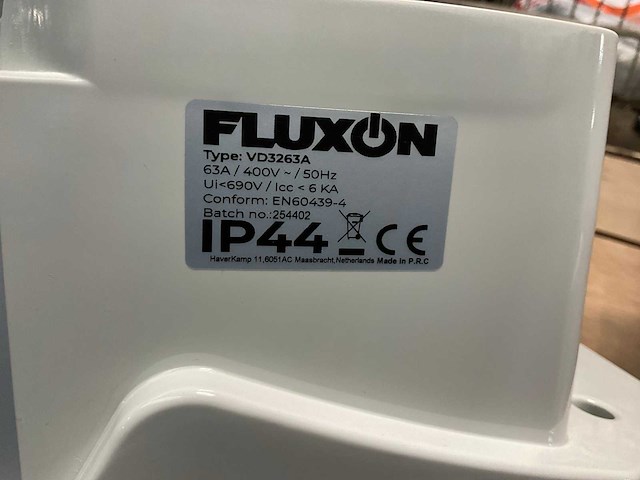 FLUXON
Type: VD3263A
63A / 400V ~ / 50Hz
Ui<690V / Icc < 6 KA
Conform: EN60439-4
Batch no.:254402
IP44 CE
HaverKamp 11,6051AC Maasbracht,Netherlands Made in P.R.C